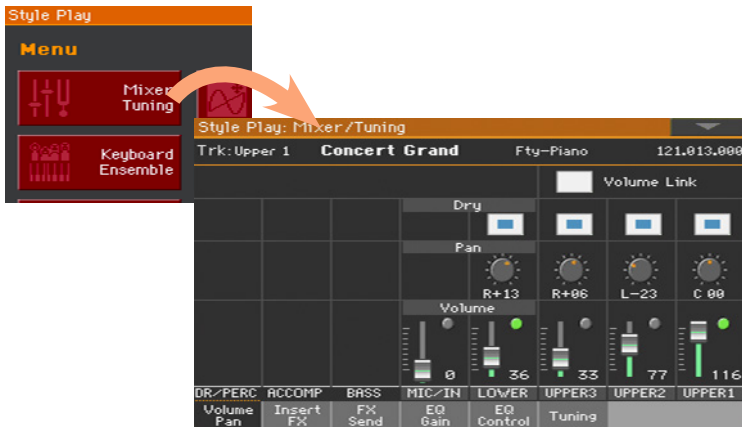 Style Play
Menu
Mixer
Tuning
Keyboard
Ensemble
Style Play: Mixer/Tuning
Trk:Upper 1 Concert Grand Fty-Piano 121.013.000
Volume Link
Dry
Pan
R+13 R+06 L-23 C 00
Volume
0 36 33 77 116
DR/PERC ACCOMP BASS MIC/IN LOWER UPPER3 UPPER2 UPPER1
Volume Pan Insert FX FX Send EQ Gain EQ Control Tuning